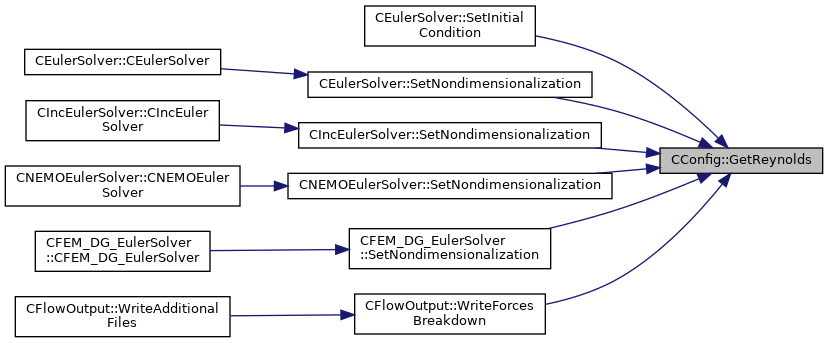 CEulerSolver::SetInitial
Condition
CEulerSolver::CEulerSolver
CEulerSolver::SetNondimensionalization
CIncEulerSolver::CIncEuler
Solver
CIncEulerSolver::SetNondimensionalization
CConfig::GetReynolds
CNEMOEulerSolver::CNEMOEuler
Solver
CNEMOEulerSolver::SetNondimensionalization
CFEM_DG_EulerSolver
::CFEM_DG_EulerSolver
CFEM_DG_EulerSolver
::SetNondimensionalization
CFlowOutput::WriteAdditional
Files
CFlowOutput::WriteForces
Breakdown